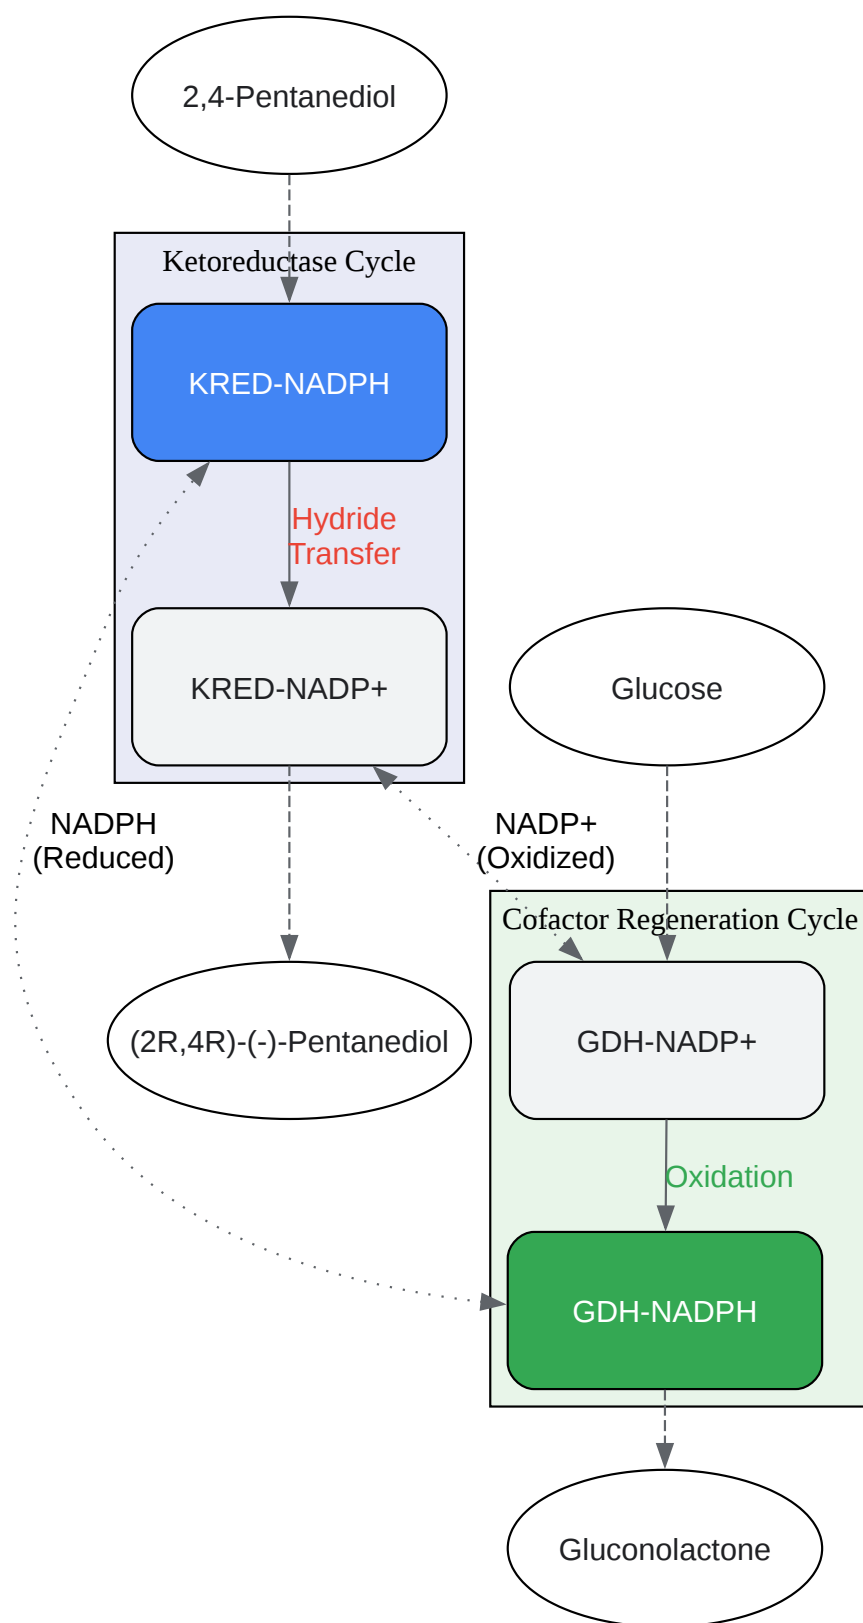 2,4-Pentanediol
Ketoreductase Cycle
KRED-NADPH
Hydride
Transfer
KRED-NADP+
Glucose
NADPH
(Reduced)
NADP+
(Oxidized)
Cofactor Regeneration Cycle
(2R,4R)-(-)-Pentanediol
GDH-NADP+
Oxidation
GDH-NADPH
Gluconolactone